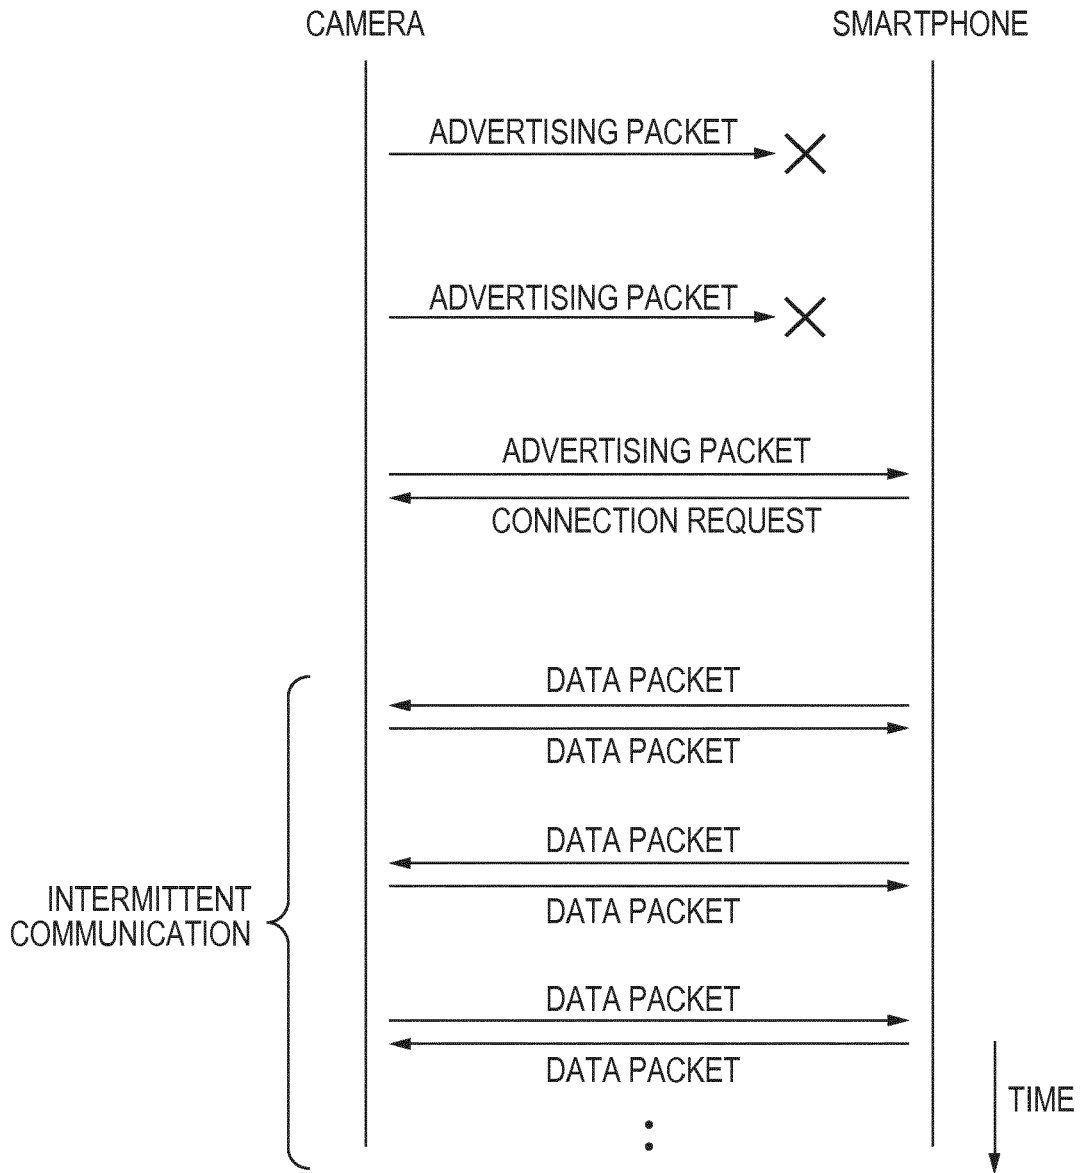 CAMERA
SMARTPHONE
ADVERTISING PACKET
ADVERTISING PACKET
ADVERTISING PACKET
CONNECTION REQUEST
DATA PACKET
DATA PACKET
DATA PACKET
INTERMITTENT
COMMUNICATION
DATA PACKET
DATA PACKET
DATA PACKET
TIME